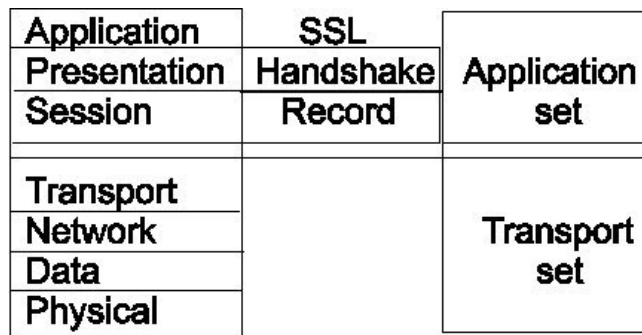 Application
Presentation
Session
SSL
Handshake
Record
Application
set
Transport
Network
Data
Physical
Transport
set